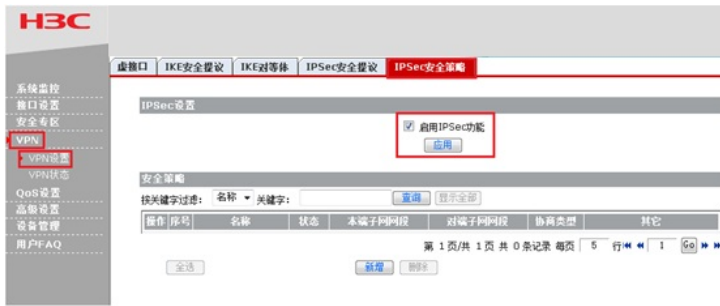 H3C
虚接口 IKE安全提议 IKE对等体 IPSec安全提议 IPSec安全策略
系统监控
接口设置
安全专区
VPN
VPN设置
VPN状态
QoS设置
高级设置
设备管理
用户FAQ
IPSec设置
启用IPSec功能
应用
安全策略
按关键字过滤: 名称 关键字: 查询 显示全部
操作 序号 名称 状态 本端子网网段 对端子网网段 协商类型 其它
第 1 页/共 1 页 共 0 条记录 每页 5 行 1 Go
全选 新增 删除